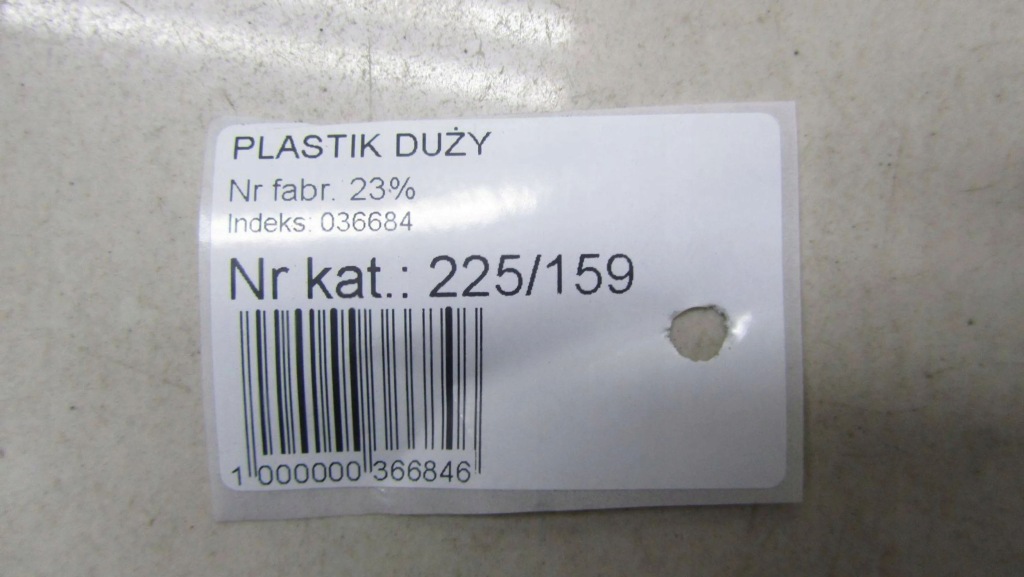 PLASTIK DUŻY
Nr fabr. 23%
Indeks: 036684
Nr kat.: 225/159
1 000000 366846